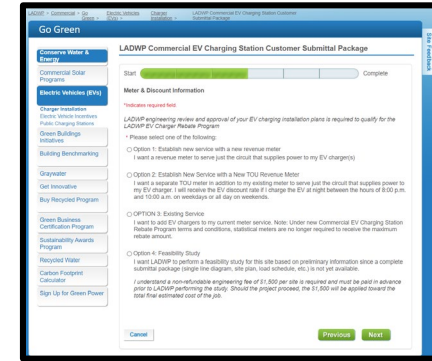 LADWP > Commercial > Go Green > Electric Vehicles (EVs) > Charger Installation > LADWP Commercial EV Charging Station Customer Submittal Package
Go Green
Site Feedback
Conserve Water & Energy
Commercial Solar Programs
Electric Vehicles (EVs)
Charger Installation
Electric Vehicle Incentives
Public Charging Stations
Green Buildings Initiatives
Building Benchmarking
Graywater
Get Innovative
Buy Recycled Program
Green Business Certification Program
Sustainability Awards Program
Recycled Water
Carbon Footprint Calculator
Sign Up for Green Power
LADWP Commercial EV Charging Station Customer Submittal Package
Start
Complete
Meter & Discount Information
*Indicates required field
LADWP engineering review and approval of your EV charging installation plans is required to qualify for the
LADWP EV Charger Rebate Program
* Please select one of the following:
Option 1: Establish new service with a new revenue meter
I want a revenue meter to serve just the circuit that supplies power to my EV charger(s)
Option 2: Establish New Service with a New TOU Revenue Meter
I want a separate TOU meter in addition to my existing meter to serve just the circuit that supplies power to
my EV charger. I will receive the EV discount rate if I charge the EV at night between the hours of 8:00 p.m.
and 10:00 a.m. on weekdays or all day on weekends.
OPTION 3: Existing Service
I want to add EV chargers to my current meter service. Note: Under new Commercial EV Charging Station
Rebate Program terms and conditions, statistical meters are no longer required to receive the maximum
rebate amount.
Option 4: Feasibility Study
I want LADWP to perform a feasibility study for this site based on preliminary information since a complete
submittal package (single line diagram, site plan, load schedule, etc.) is not yet available.
I understand a non-refundable engineering fee of $1,500 per site is required and must be paid in advance
prior to LADWP performing the study. Should the project proceed, the $1,500 will be applied toward the
total final estimated cost of the job.
Cancel
Previous
Next